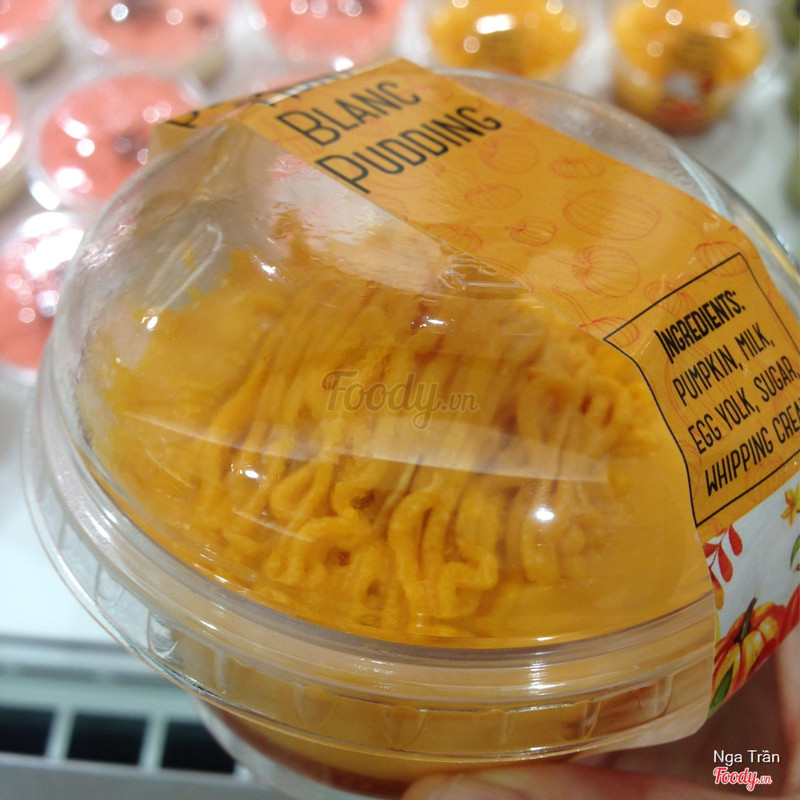 BLANC
PUDDING
INGREDIENTS:
PUMPKIN, MILK,
EGG YOLK, SUGAR,
WHIPPING
Foody.vn
Nga Trần
Foody.vn